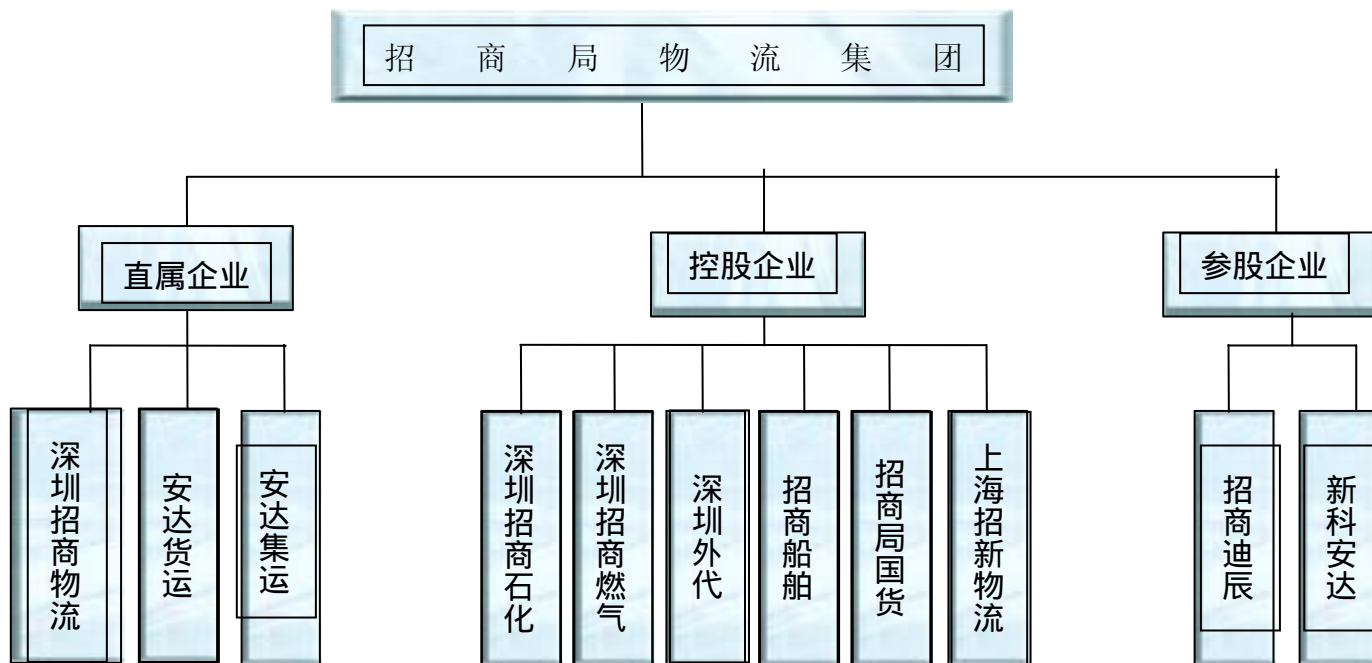 招商局物流集团
直属企业
控股企业
参股企业
深圳招商物流
安达货运
安达集运
深圳招商石化
深圳招商燃气
深圳外代
招商船舶
招商局国货
上海招新物流
招商迪辰
新科安达